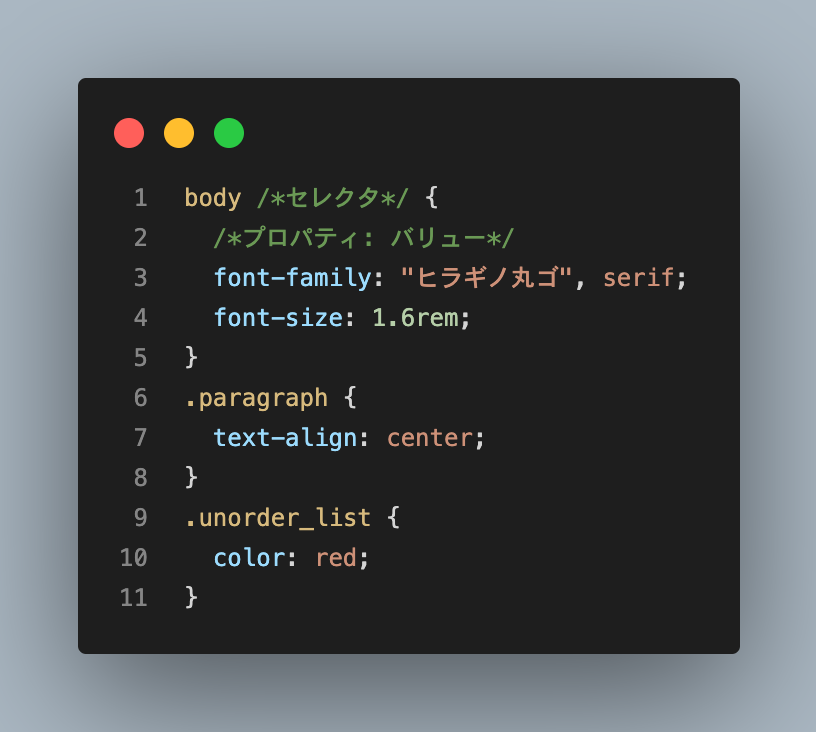 1 body /*セレクタ*/ {
2   /*プロパティ: バリュー*/
3   font-family: "ヒラギノ丸ゴ", serif;
4   font-size: 1.6rem;
5 }
6 .paragraph {
7   text-align: center;
8 }
9 .unorder_list {
10   color: red;
11 }